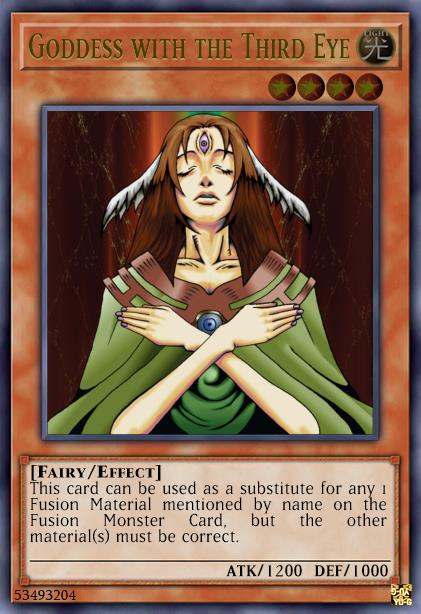 GODDESS WITH THE THIRD EYE
LIGHT
光
[FAIRY/EFFECT]
This card can be used as a substitute for any 1
Fusion Material mentioned by name on the
Fusion Monster Card, but the other
material(s) must be correct.
ATK/1200 DEF/1000
53493204